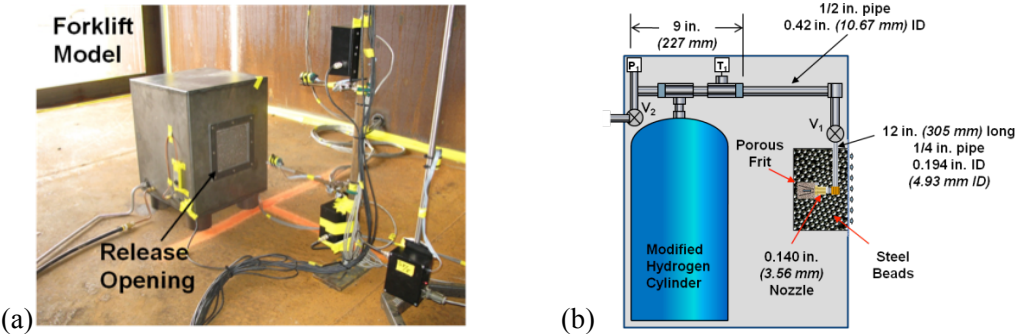 Forklift
Model
Release
Opening
(a)
1/2 in. pipe
0.42 in. (10.67 mm) ID
9 in.
(227 mm)
P1
T1
V2
V1
12 in. (305 mm) long
1/4 in. pipe
0.194 in. ID
(4.93 mm ID)
Porous
Frit
Modified
Hydrogen
Cylinder
0.140 in.
(3.56 mm)
Nozzle
Steel
Beads
(b)